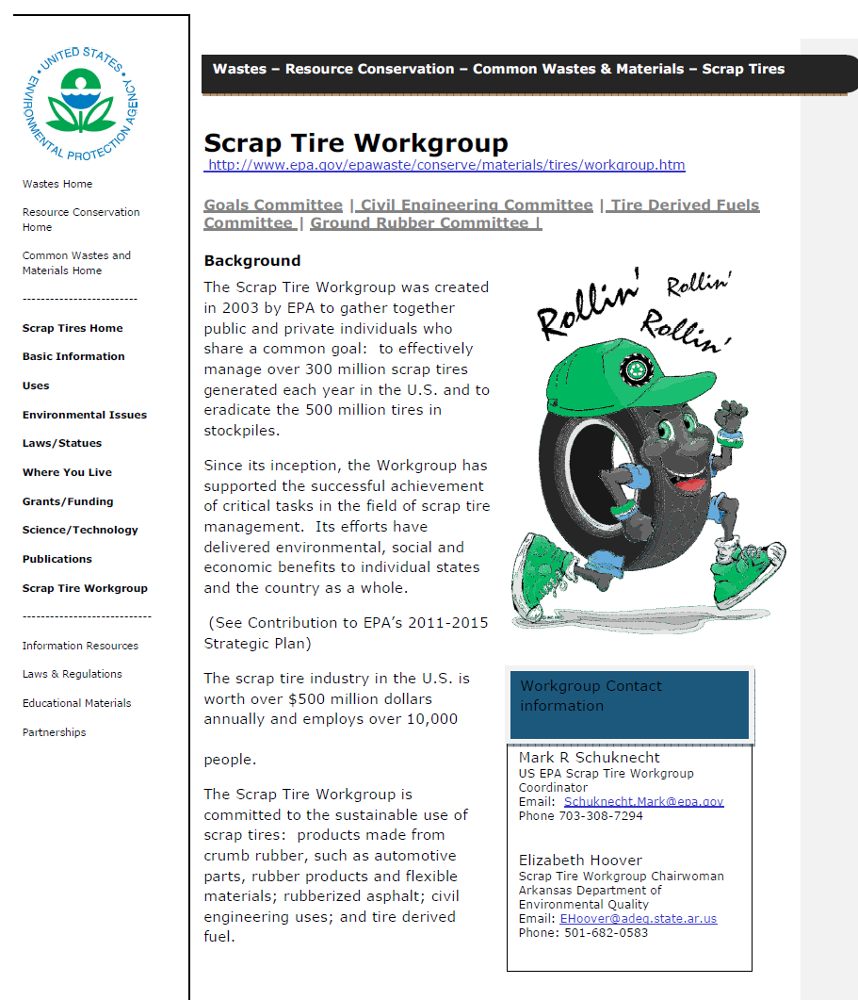 UNITED STATES
ENVIRONMENTAL PROTECTION AGENCY
Wastes Home
Resource Conservation
Home
Common Wastes and
Materials Home
-------------------------
Scrap Tires Home
Basic Information
Uses
Environmental Issues
Laws/Statues
Where You Live
Grants/Funding
Science/Technology
Publications
Scrap Tire Workgroup
----------------------------
Information Resources
Laws & Regulations
Educational Materials
Partnerships
Wastes – Resource Conservation – Common Wastes & Materials – Scrap Tires
Scrap Tire Workgroup
http://www.epa.gov/epawaste/conserve/materials/tires/workgroup.htm
Goals Committee | Civil Engineering Committee | Tire Derived Fuels
Committee | Ground Rubber Committee |
Background
The Scrap Tire Workgroup was created
in 2003 by EPA to gather together
public and private individuals who
share a common goal:  to effectively
manage over 300 million scrap tires
generated each year in the U.S. and to
eradicate the 500 million tires in
stockpiles.
Since its inception, the Workgroup has
supported the successful achievement
of critical tasks in the field of scrap tire
management.  Its efforts have
delivered environmental, social and
economic benefits to individual states
and the country as a whole.
(See Contribution to EPA’s 2011-2015
Strategic Plan)
The scrap tire industry in the U.S. is
worth over $500 million dollars
annually and employs over 10,000
people.
The Scrap Tire Workgroup is
committed to the sustainable use of
scrap tires:  products made from
crumb rubber, such as automotive
parts, rubber products and flexible
materials; rubberized asphalt; civil
engineering uses; and tire derived
fuel.
Rollin'
Rollin'
Rollin'
Workgroup Contact
information
Mark R Schuknecht
US EPA Scrap Tire Workgroup
Coordinator
Email:  Schuknecht.Mark@epa.gov
Phone 703-308-7294
Elizabeth Hoover
Scrap Tire Workgroup Chairwoman
Arkansas Department of
Environmental Quality
Email: EHoover@adeq.state.ar.us
Phone: 501-682-0583